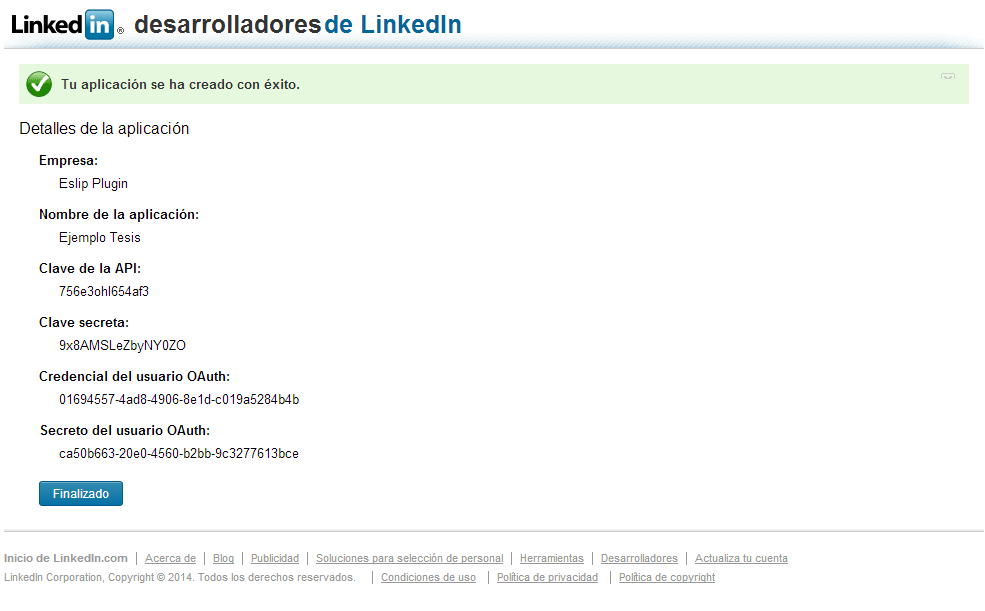 Linked in ® desarrolladores de LinkedIn
Tu aplicación se ha creado con éxito.
Detalles de la aplicación
Empresa:
Eslip Plugin
Nombre de la aplicación:
Ejemplo Tesis
Clave de la API:
756e3ohl654af3
Clave secreta:
9x8AMSLeZbyNY0ZO
Credencial del usuario OAuth:
01694557-4ad8-4906-8e1d-c019a5284b4b
Secreto del usuario OAuth:
ca50b663-20e0-4560-b2bb-9c3277613bce
Finalizado
Inicio de LinkedIn.com | Acerca de | Blog | Publicidad | Soluciones para selección de personal | Herramientas | Desarrolladores | Actualiza tu cuenta
LinkedIn Corporation, Copyright © 2014. Todos los derechos reservados. | Condiciones de uso | Política de privacidad | Política de copyright